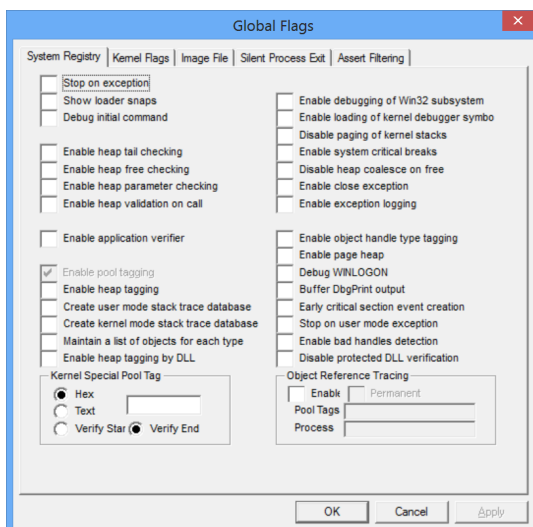 Global Flags
System Registry
Kernel Flags
Image File
Silent Process Exit
Assert Filtering
Stop on exception
Show loader snaps
Debug initial command
Enable heap tail checking
Enable heap free checking
Enable heap parameter checking
Enable heap validation on call
Enable application verifier
Enable pool tagging
Enable heap tagging
Create user mode stack trace database
Create kernel mode stack trace database
Maintain a list of objects for each type
Enable heap tagging by DLL
Enable debugging of Win32 subsystem
Enable loading of kernel debugger symbo
Disable paging of kernel stacks
Enable system critical breaks
Disable heap coalesce on free
Enable close exception
Enable exception logging
Enable object handle type tagging
Enable page heap
Debug WINLOGON
Buffer DbgPrint output
Early critical section event creation
Stop on user mode exception
Enable bad handles detection
Disable protected DLL verification
Kernel Special Pool Tag
Hex
Text
Verify Star Verify End
Object Reference Tracing
Enable Permanent
Pool Tags
Process
OK Cancel Apply